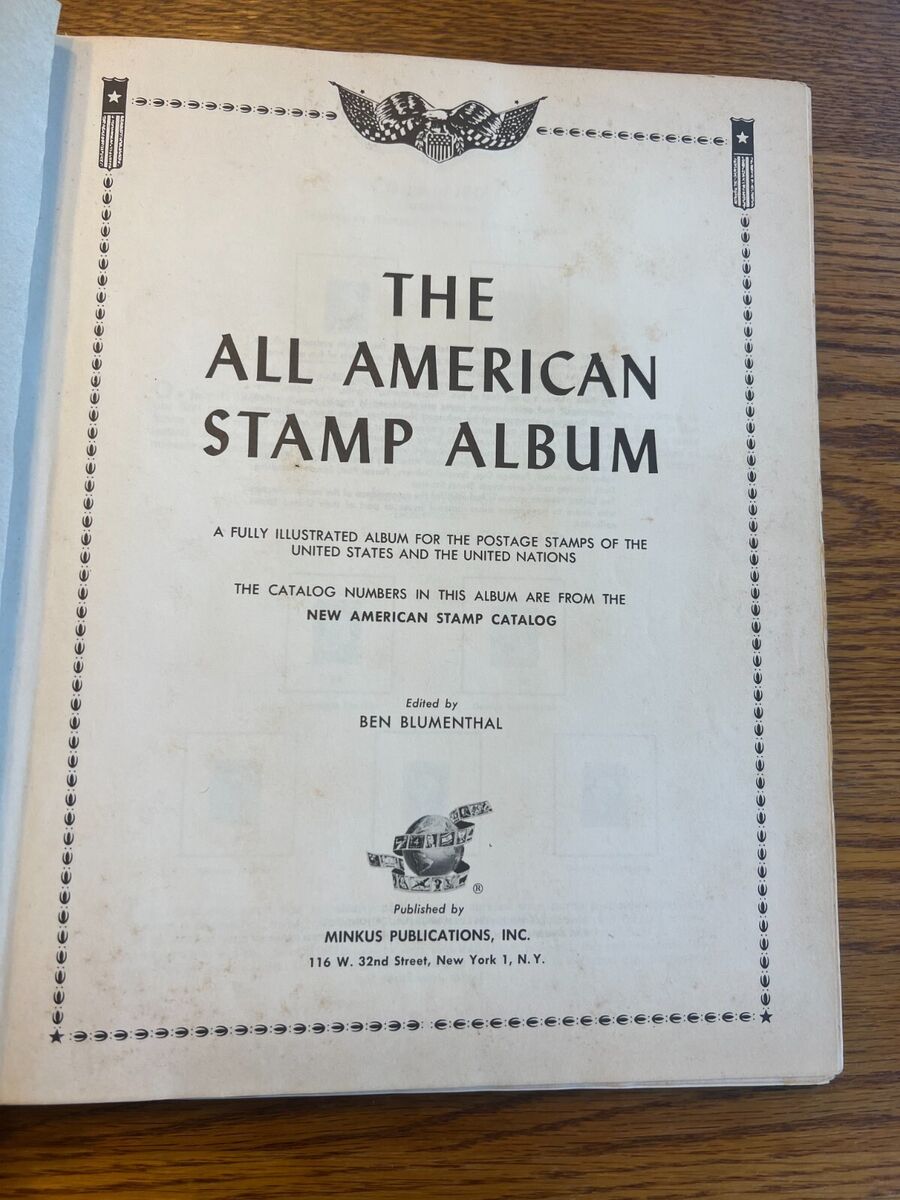 THE
ALL AMERICAN
STAMP ALBUM
A FULLY ILLUSTRATED ALBUM FOR THE POSTAGE STAMPS OF THE
UNITED STATES AND THE UNITED NATIONS
THE CATALOG NUMBERS IN THIS ALBUM ARE FROM THE
NEW AMERICAN STAMP CATALOG
Edited by
BEN BLUMENTHAL
®
Published by
MINKUS PUBLICATIONS, INC.
116 W. 32nd Street, New York 1, N. Y.